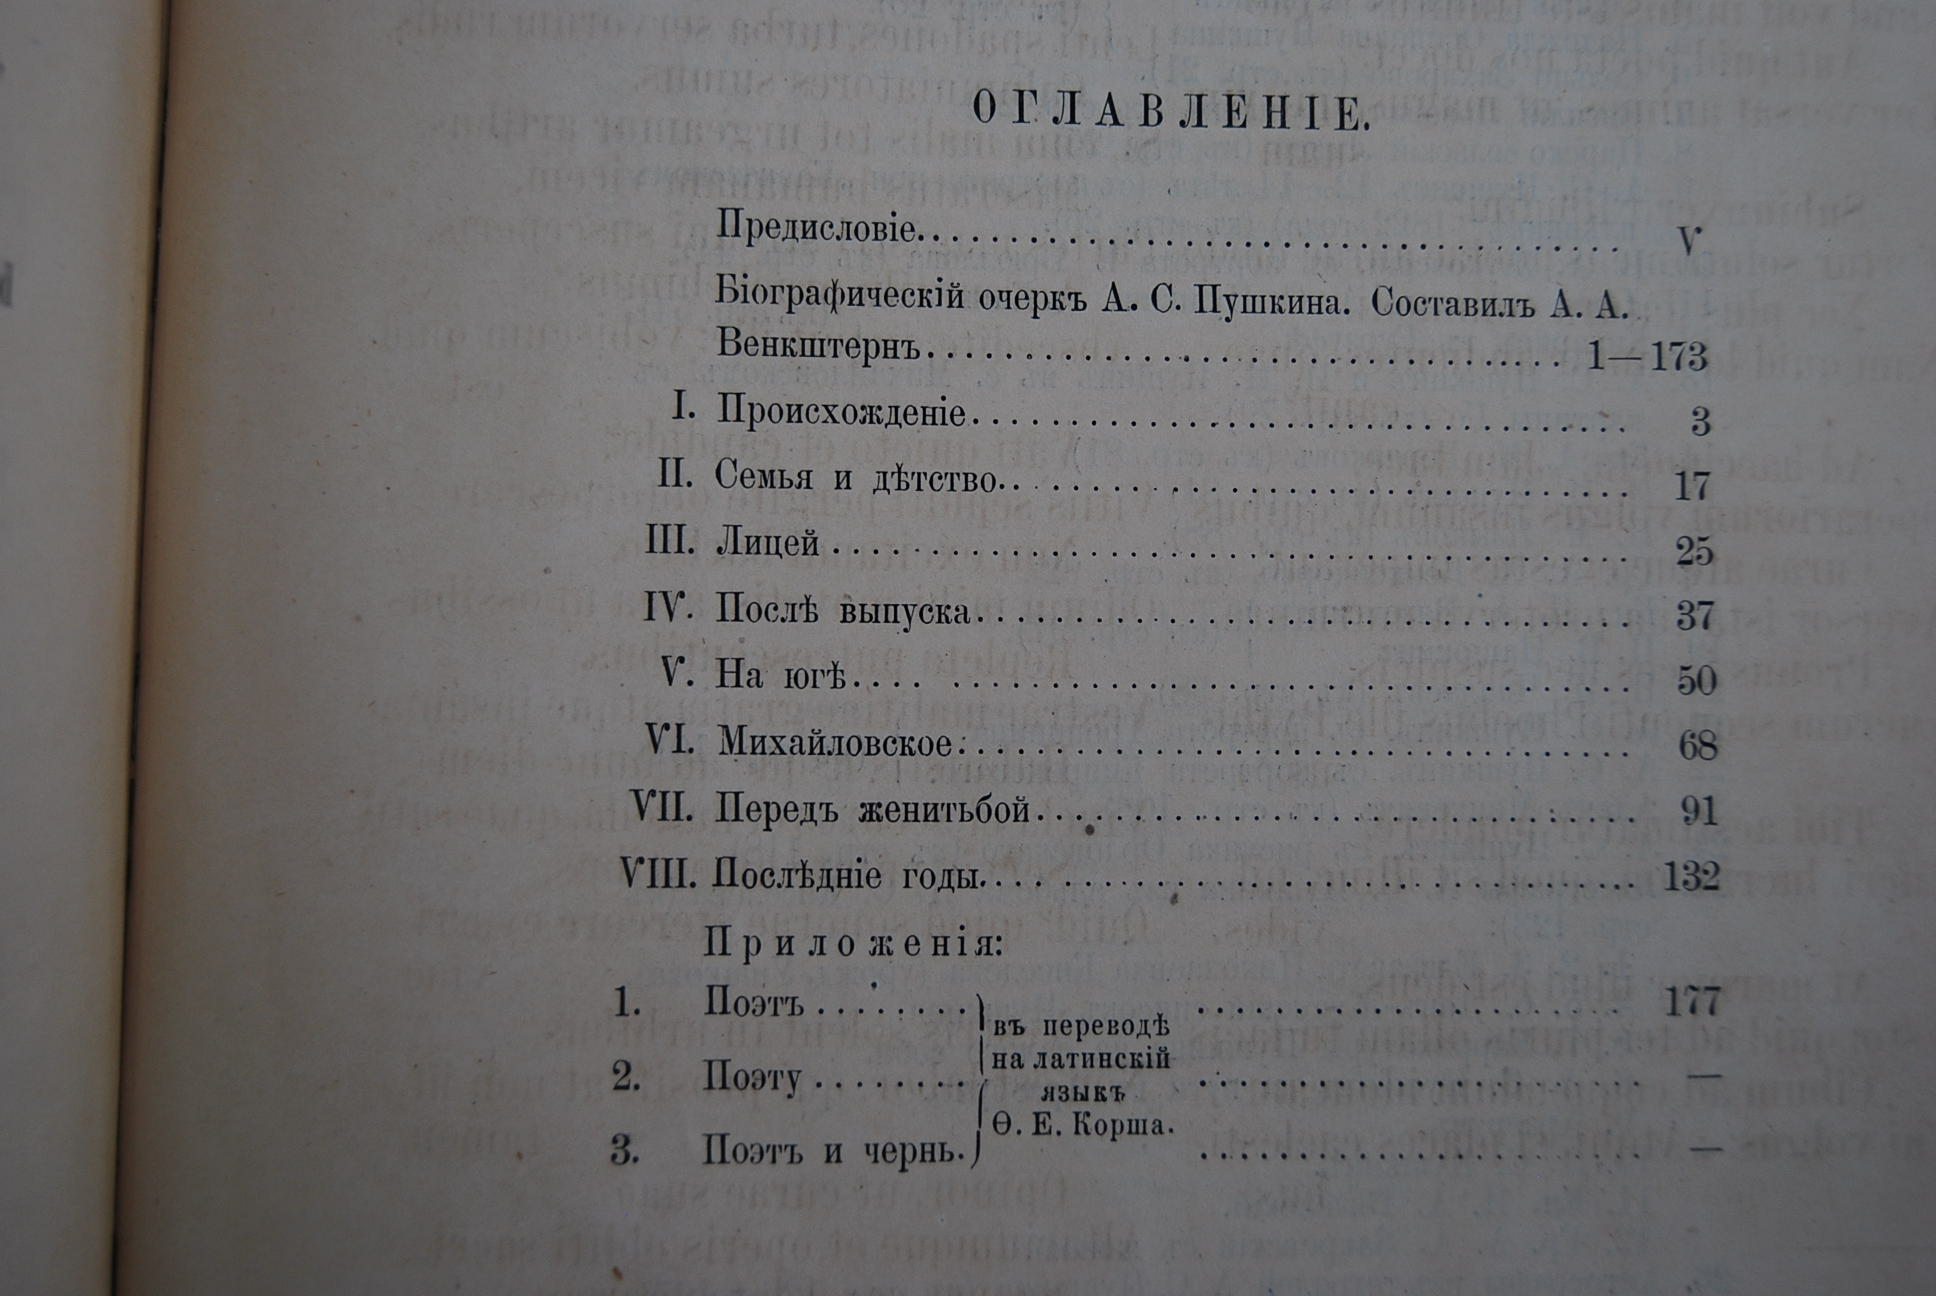 ОГЛАВЛЕНІЕ.
Предисловіе. . . . . . . . . . . . . . . . . . . . . . . . . . . . . . V
Біографическій очеркъ А. С. Пушкина. Составилъ А. А.
Венкштернъ. . . . . . . . . . . . . . . . . . . . . . . . . . . 1—173
I. Происхожденіе. . . . . . . . . . . . . . . . . . . . . . . . . . . 3
II. Семья и дѣтство. . . . . . . . . . . . . . . . . . . . . . . . . . 17
III. Лицей . . . . . . . . . . . . . . . . . . . . . . . . . . . . . . 25
IV. Послѣ выпуска. . . . . . . . . . . . . . . . . . . . . . . . . . . 37
V. На югѣ. . . . . . . . . . . . . . . . . . . . . . . . . . . . . . 50
VI. Михайловское. . . . . . . . . . . . . . . . . . . . . . . . . . . 68
VII. Передъ женитьбой. . . . . . . . . . . . . . . . . . . . . . . . . 91
VIII. Послѣдніе годы. . . . . . . . . . . . . . . . . . . . . . . . . . 132
Приложенія:
1. Поэтъ . . . . . . . . . . . . . . . . . . . . . . . . 177
въ переводѣ
на латинскій
2. Поэту . . . . . . . . . . . . . . . . . . . . . . . . —
языкъ
Ѳ. Е. Корша.
3. Поэтъ и чернь. . . . . . . . . . . . . . . . . . . —